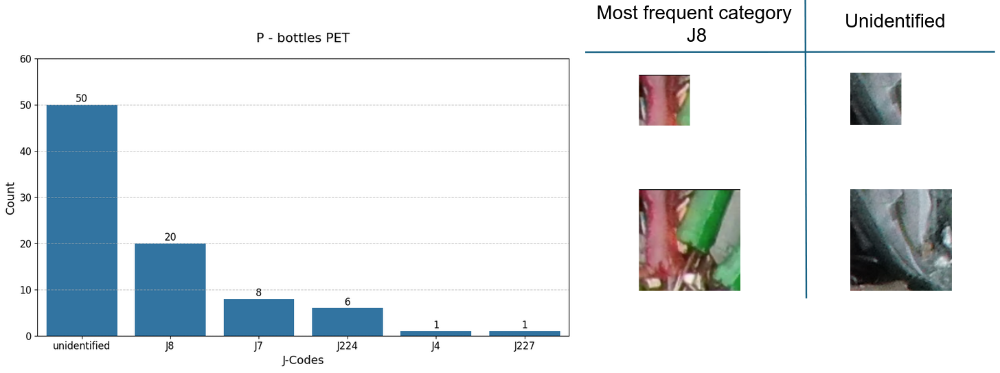 P - bottles PET
60
50
40
30
20
10
0
Count
50
20
8
6
1
1
unidentified J8 J7 J224 J4 J227
J-Codes
Most frequent category
J8
Unidentified